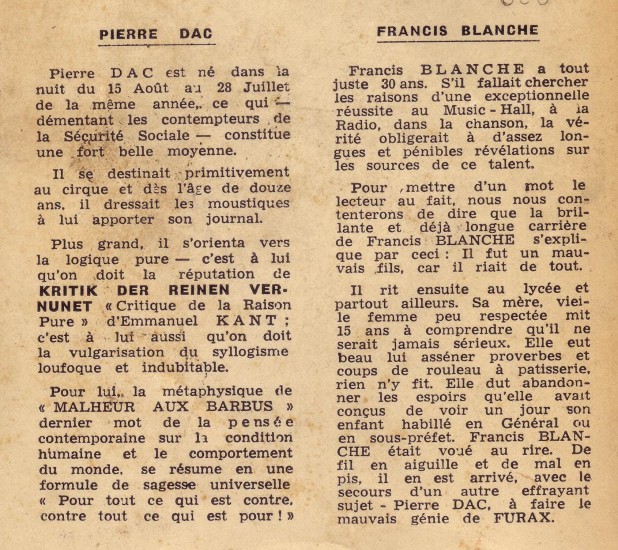 PIERRE DAC
Pierre DAC est né dans la
nuit du 15 Août au 28 Juillet
de la même année, ce qui —
démentant les contempteurs de
la Sécurité Sociale — constitue
une fort belle moyenne.
Il se destinait primitivement
au cirque et dès l'âge de douze
ans, il dressait les moustiques
à lui apporter son journal.
Plus grand, il s'orienta vers
la logique pure — c'est à lui
qu'on doit la réputation de
KRITIK DER REINEN VER-
NUNET « Critique de la Raison
Pure » d'Emmanuel KANT ;
c'est à lui aussi qu'on doit
la vulgarisation du syllogisme
loufoque et indubitable.
Pour lui, la métaphysique de
« MALHEUR AUX BARBUS »
dernier mot de la pensée
contemporaine sur la condition
humaine et le comportement
du monde, se résume en une
formule de sagesse universelle
« Pour tout ce qui est contre,
contre tout ce qui est pour ! »
FRANCIS BLANCHE
Francis BLANCHE a tout
juste 30 ans. S'il fallait chercher
les raisons d'une exceptionnelle
réussite au Music-Hall, à la
Radio, dans la chanson, la vé-
rité obligerait à d'assez lon-
gues et pénibles révélations sur
les sources de ce talent.
Pour mettre d'un mot le
lecteur au fait, nous nous con-
tenterons de dire que la bril-
lante et déjà longue carrière
de Francis BLANCHE s'expli-
que par ceci : Il fut un mau-
vais fils, car il riait de tout.
Il rit ensuite au lycée et
partout ailleurs. Sa mère, vieil-
le femme peu respectée mit
15 ans à comprendre qu'il ne
serait jamais sérieux. Elle eut
beau lui asséner proverbes et
coups de rouleau à patisserie,
rien n'y fit. Elle dut abandon-
ner les espoirs qu'elle avait
conçus de voir un jour son
enfant habillé en Général ou
en sous-préfet. Francis BLAN-
CHE était voué au rire. De
fil en aiguille et de mal en
pis, il en est arrivé, avec le
secours d'un autre effrayant
sujet - Pierre DAC, à faire le
mauvais génie de FURAX.